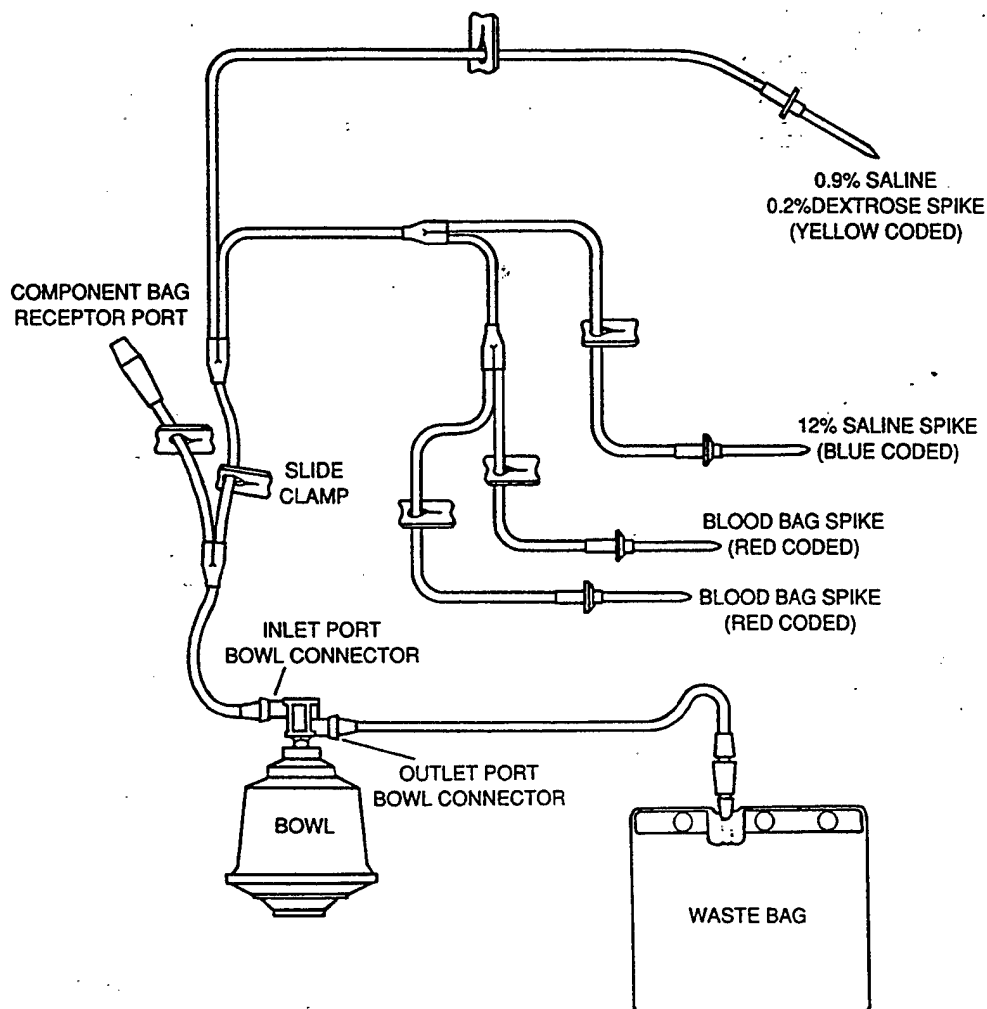 0.9% SALINE
0.2%DEXTROSE SPIKE
(YELLOW CODED)
COMPONENT BAG
RECEPTOR PORT
12% SALINE SPIKE
(BLUE CODED)
SLIDE
CLAMP
BLOOD BAG SPIKE
(RED CODED)
BLOOD BAG SPIKE
(RED CODED)
INLET PORT
BOWL CONNECTOR
OUTLET PORT
BOWL CONNECTOR
BOWL
WASTE BAG